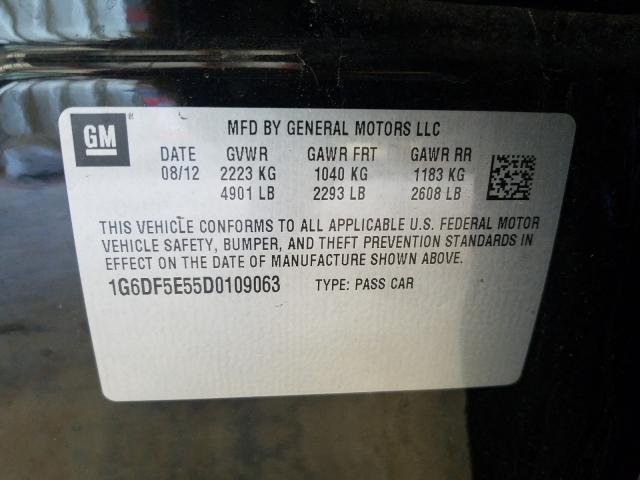 GM ®
MFD BY GENERAL MOTORS LLC
DATE GVWR GAWR FRT GAWR RR
08/12 2223 KG 1040 KG 1183 KG
4901 LB 2293 LB 2608 LB
THIS VEHICLE CONFORMS TO ALL APPLICABLE U.S. FEDERAL MOTOR
VEHICLE SAFETY, BUMPER, AND THEFT PREVENTION STANDARDS IN
EFFECT ON THE DATE OF MANUFACTURE SHOWN ABOVE.
1G6DF5E55D0109063 TYPE: PASS CAR